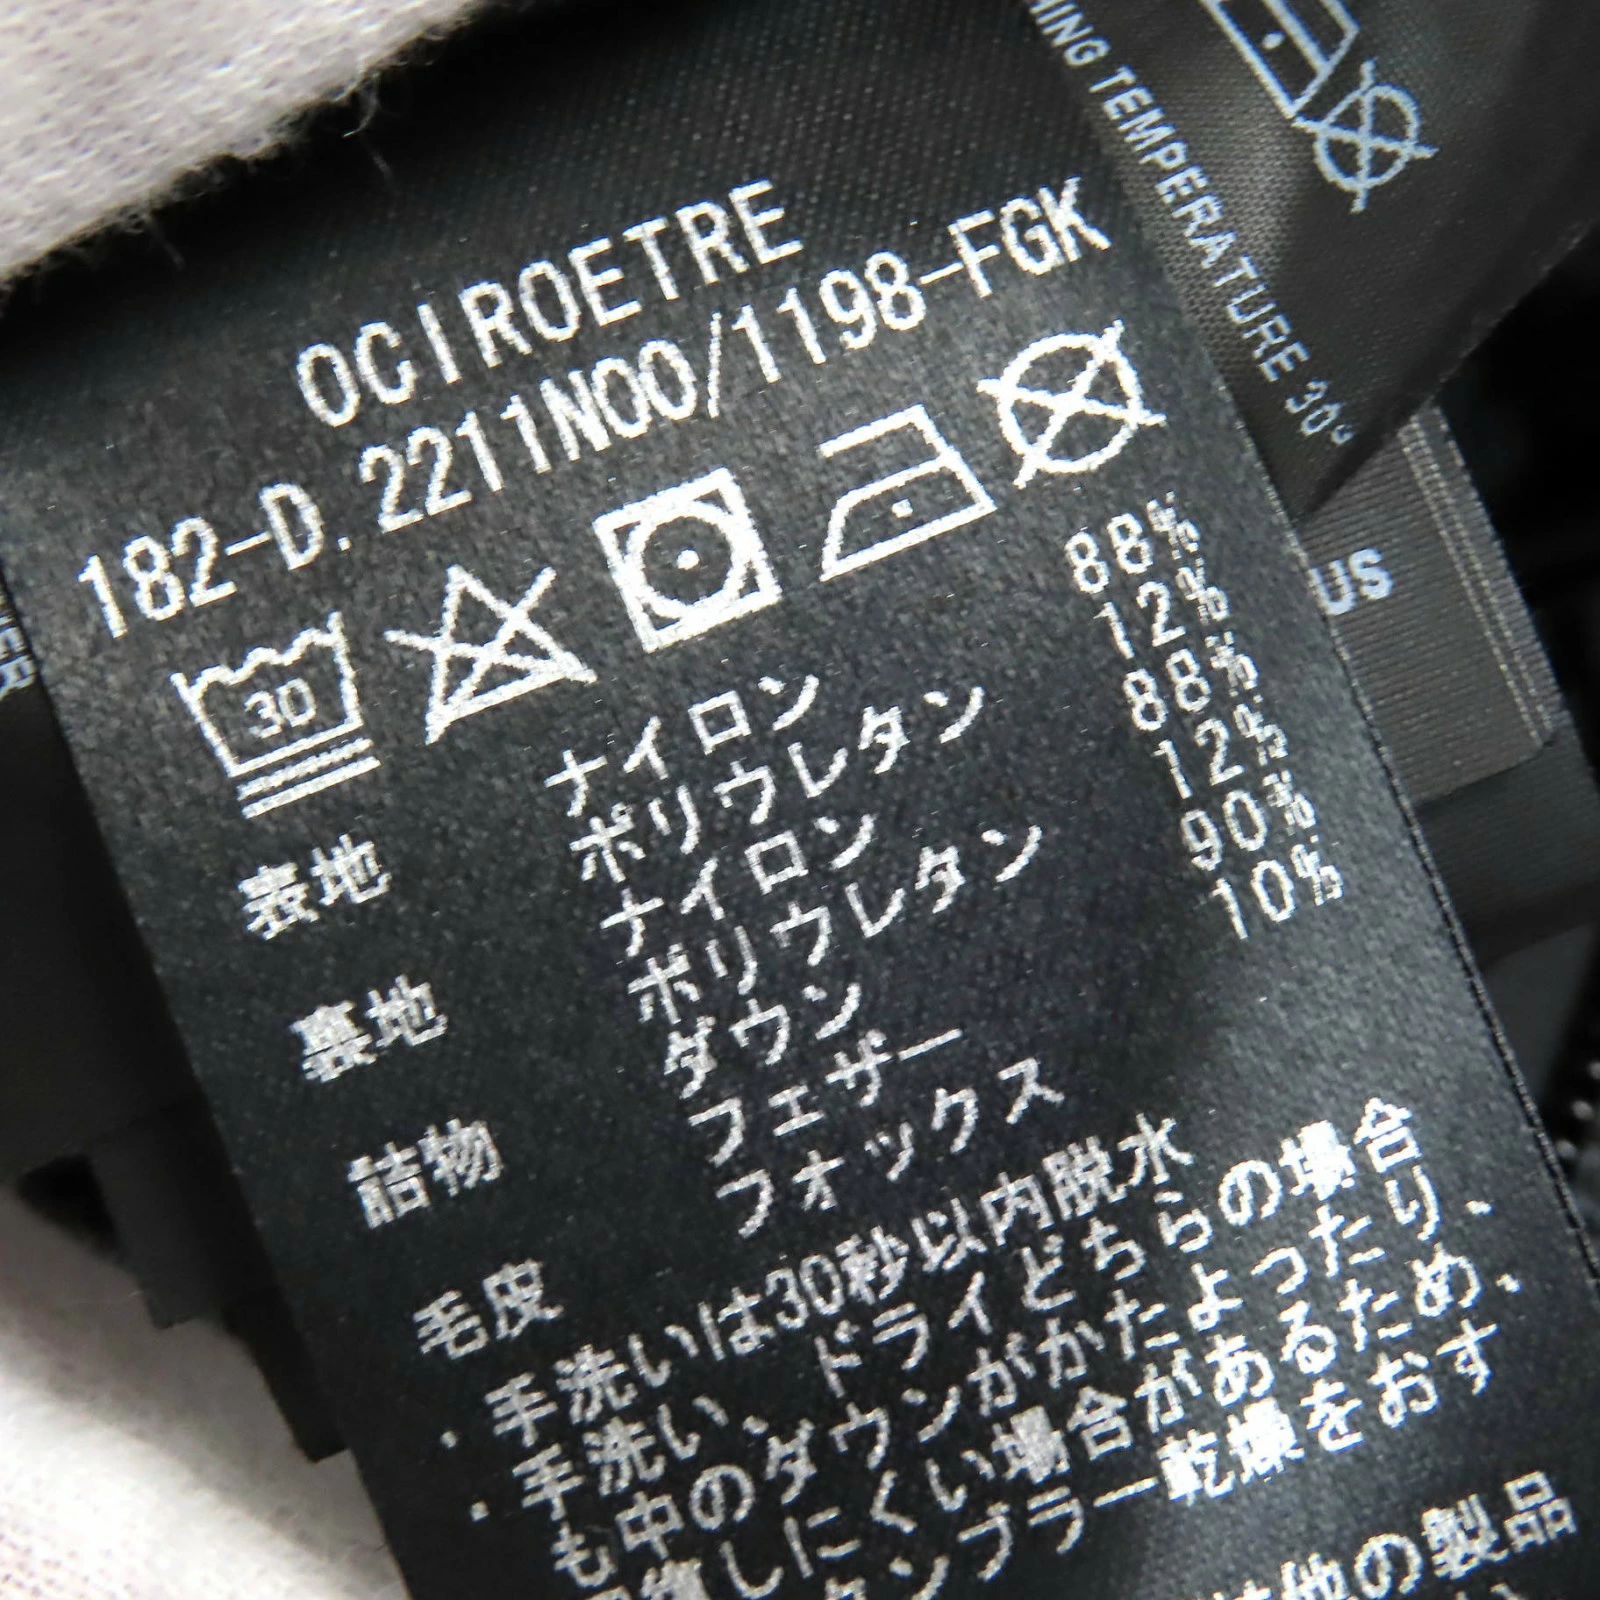 OCIROETRE
182-D.2211N00/1198-FGK
30
表地 ナイロン 88%
ポリウレタン 12%
裏地 ナイロン 88%
ポリウレタン 12%
詰物 ダウン 90%
フェザー 10%
毛皮 フォックス
・手洗いは30秒以内脱水
・手洗い、ドライどちらの場合
も中のダウンがかたよったり、
しにくい場合があるため、
タンブラー乾燥をおす
他の製品
HING TEMPERATURE 30°
US